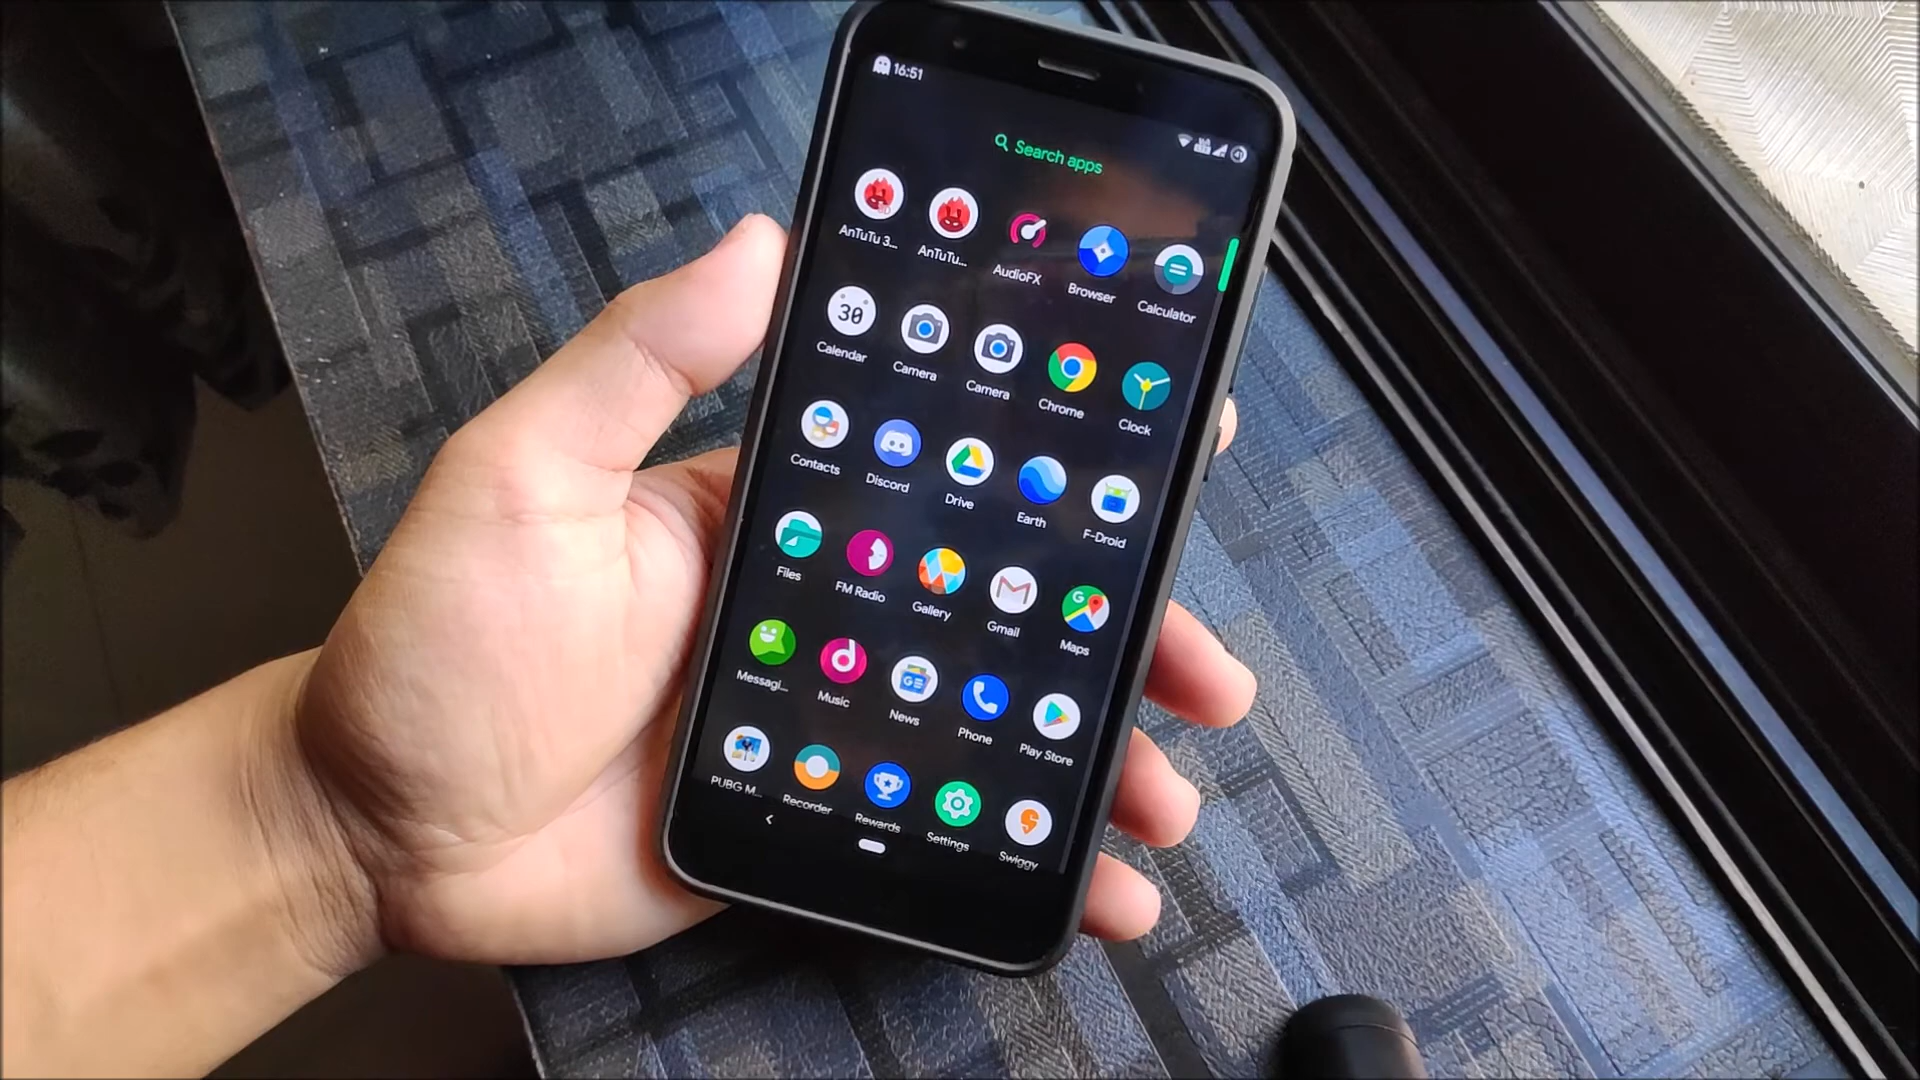 16:51
41
Search apps
AnTuTu 3...
AnTuTu...
AudioFX
Browser
Calculator
30
Calendar
Camera
Camera
Chrome
Clock
Contacts
Discord
Drive
Earth
F-Droid
Files
FM Radio
Gallery
Gmail
G
Maps
Messagi...
Music
GE
News
Phone
Play Store
PUBG M...
Recorder
Rewards
Settings
Swiggy